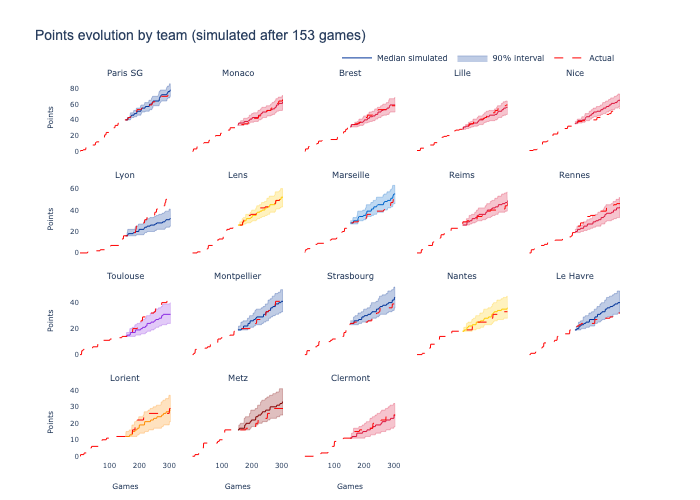 Points evolution by team (simulated after 153 games)
Median simulated 90% interval Actual
Paris SG Monaco Brest Lille Nice
80
60
40
20
0
Points
Lyon Lens Marseille Reims Rennes
60
40
20
0
Points
Toulouse Montpellier Strasbourg Nantes Le Havre
40
20
0
Points
Lorient Metz Clermont
40
30
20
10
0
Points
100 200 300 100 200 300 100 200 300
Games Games Games